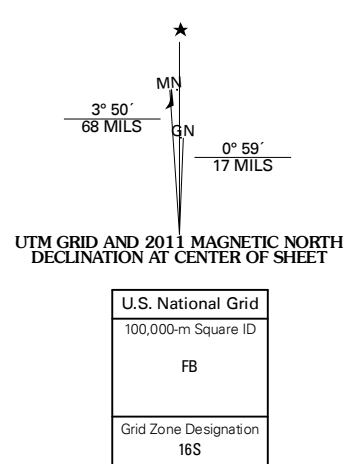 MN
3° 50´
68 MILS
GN
0° 59´
17 MILS
UTM GRID AND 2011 MAGNETIC NORTH
DECLINATION AT CENTER OF SHEET
U.S. National Grid
100,000-m Square ID
FB
Grid Zone Designation
16S